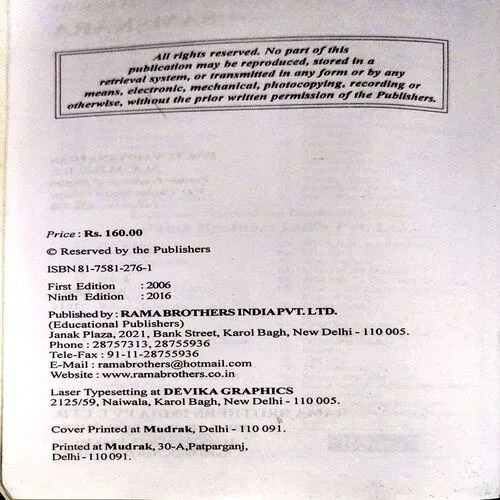 All rights reserved. No part of this
publication may be reproduced, stored in a
retrieval system, or transmitted in any form or by any
means, electronic, mechanical, photocopying, recording or
otherwise, without the prior written permission of the Publishers.
Price : Rs. 160.00
© Reserved by the Publishers
ISBN 81-7581-276-1
First Edition : 2006
Ninth Edition : 2016
Published by : RAMA BROTHERS INDIA PVT. LTD.
(Educational Publishers)
Janak Plaza, 2021, Bank Street, Karol Bagh, New Delhi - 110 005.
Phone : 28757313, 28755936
Tele-Fax : 91-11-28755936
E-Mail : ramabrothers@hotmail.com
Website : www.ramabrothers.co.in
Laser Typesetting at DEVIKA GRAPHICS
2125/59, Naiwala, Karol Bagh, New Delhi - 110 005.
Cover Printed at Mudrak, Delhi - 110 091.
Printed at Mudrak, 30-A,Patparganj,
Delhi - 110 091.